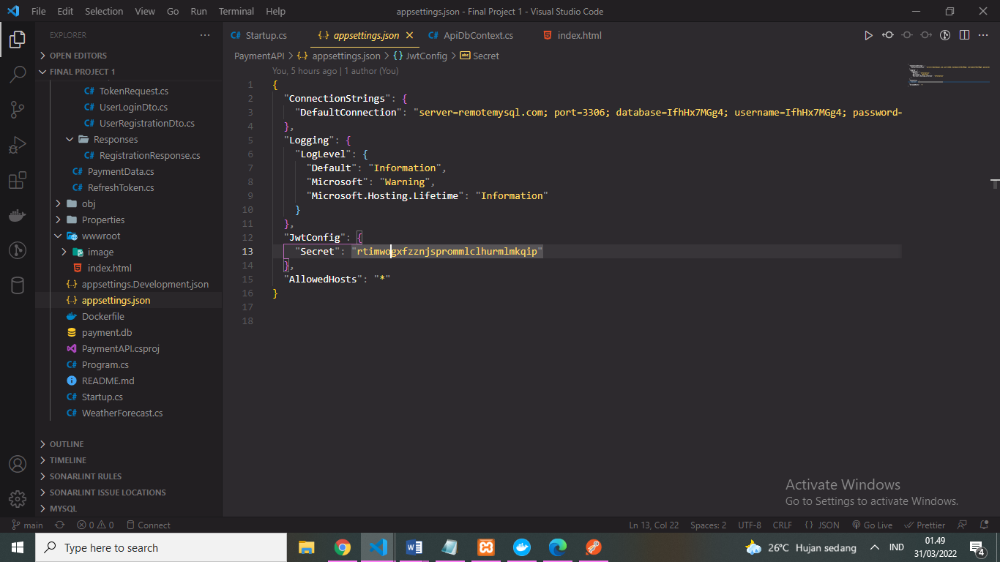 File Edit Selection View Go Run Terminal Help
appsettings.json - Final Project 1 - Visual Studio Code
EXPLORER
OPEN EDITORS
FINAL PROJECT 1
TokenRequest.cs
UserLoginDto.cs
UserRegistrationDto.cs
Responses
RegistrationResponse.cs
PaymentData.cs
RefreshToken.cs
obj
Properties
wwwroot
image
index.html
appsettings.Development.json
appsettings.json
Dockerfile
payment.db
PaymentAPI.csproj
Program.cs
README.md
Startup.cs
WeatherForecast.cs
OUTLINE
TIMELINE
SONARLINT RULES
SONARLINT ISSUE LOCATIONS
MYSQL
Startup.cs {..} appsettings.json ApiDbContext.cs index.html
PaymentAPI > {..} appsettings.json > {} JwtConfig > Secret
You, 5 hours ago | 1 author (You)
1 {
2 "ConnectionStrings": {
3 "DefaultConnection": "server=remotemysql.com; port=3306; database=IfhHx7MGg4; username=IfhHx7MGg4; password=
4 },
5 "Logging": {
6 "LogLevel": {
7 "Default": "Information",
8 "Microsoft": "Warning",
9 "Microsoft.Hosting.Lifetime": "Information"
10 }
11 },
12 "JwtConfig": {
13 "Secret": "rtimwogxfzznjsprommlclhurmlmkqip"
14 },
15 "AllowedHosts": "*"
16 }
17
18
Activate Windows
Go to Settings to activate Windows.
main 0 0 Connect Ln 13, Col 22 Spaces: 2 UTF-8 CRLF {} JSON Go Live Prettier
Type here to search
26°C Hujan sedang IND 01.49
31/03/2022
4